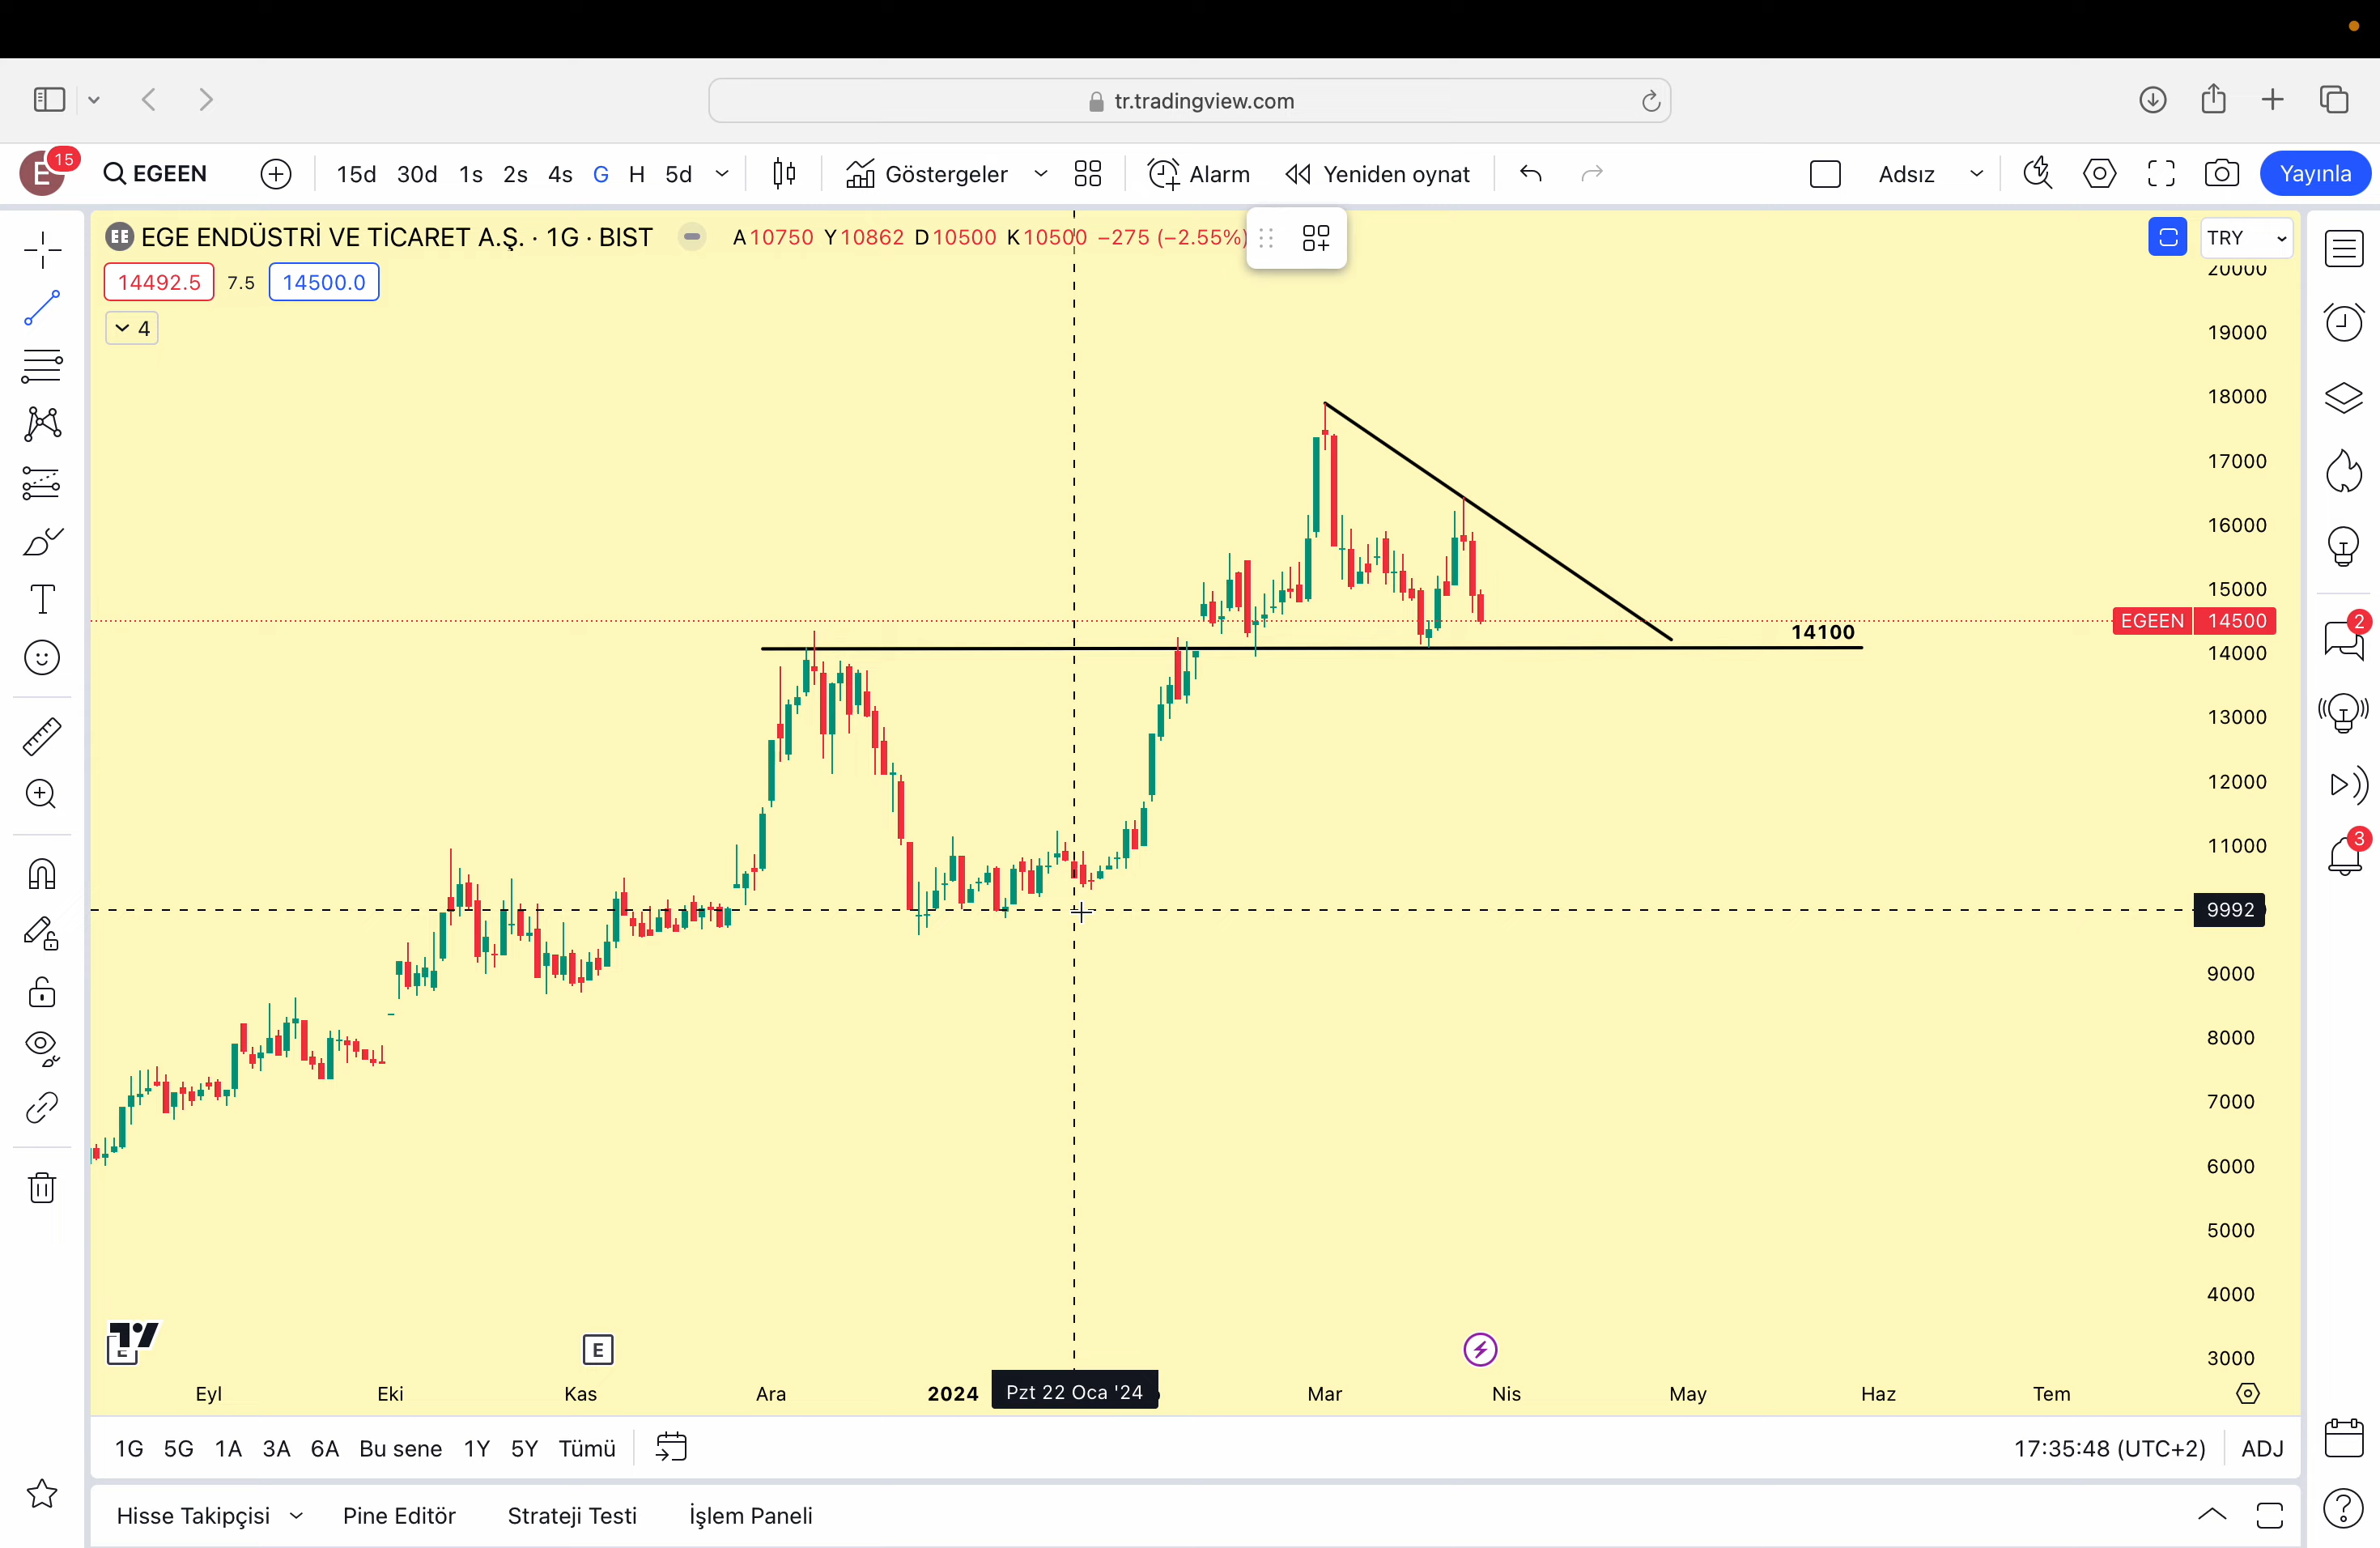 tr.tradingview.com
E 15 EGEEN 15d 30d 1s 2s 4s G H 5d Göstergeler Alarm Yeniden oynat Adsız Yayınla
EE EGE ENDÜSTRİ VE TİCARET A.Ş. · 1G · BIST A10750 Y10862 D10500 K10500 −275 (−2.55%) TRY
14492.5 7.5 14500.0
4
20000
19000
18000
17000
16000
15000
EGEEN 14500
14100
14000
13000
12000
11000
9992
9000
8000
7000
6000
5000
4000
3000
E E
Eyl Eki Kas Ara 2024 Pzt 22 Oca '24 Mar Nis May Haz Tem
1G 5G 1A 3A 6A Bu sene 1Y 5Y Tümü 17:35:48 (UTC+2) ADJ
Hisse Takipçisi Pine Editör Strateji Testi İşlem Paneli
2
3